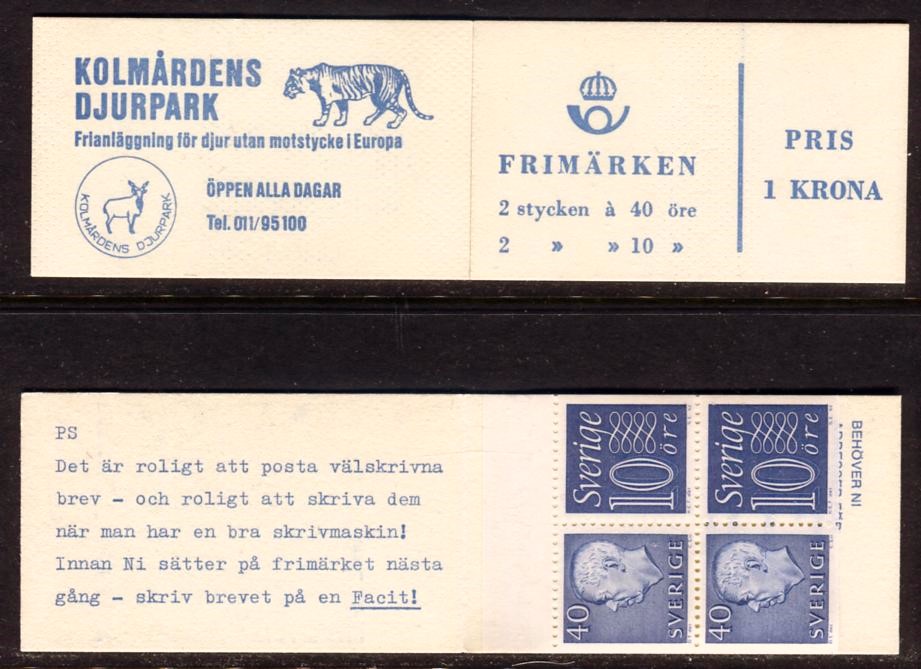 KOLMÅRDENS
DJURPARK
Frianläggning för djur utan motstycke i Europa
KOLMÅRDENS DJURPARK
ÖPPEN ALLA DAGAR
Tel. 011/95100
FRIMÄRKEN
2 stycken à 40 öre
2 » » 10 »
PRIS
1 KRONA
PS
Det är roligt att posta välskrivna
brev - och roligt att skriva dem
när man har en bra skrivmaskin!
Innan Ni sätter på frimärket nästa
gång - skriv brevet på en Facit!
Sverige
10 öre
Sverige
10 öre
40
SVERIGE
40
SVERIGE
BEHÖVER NI